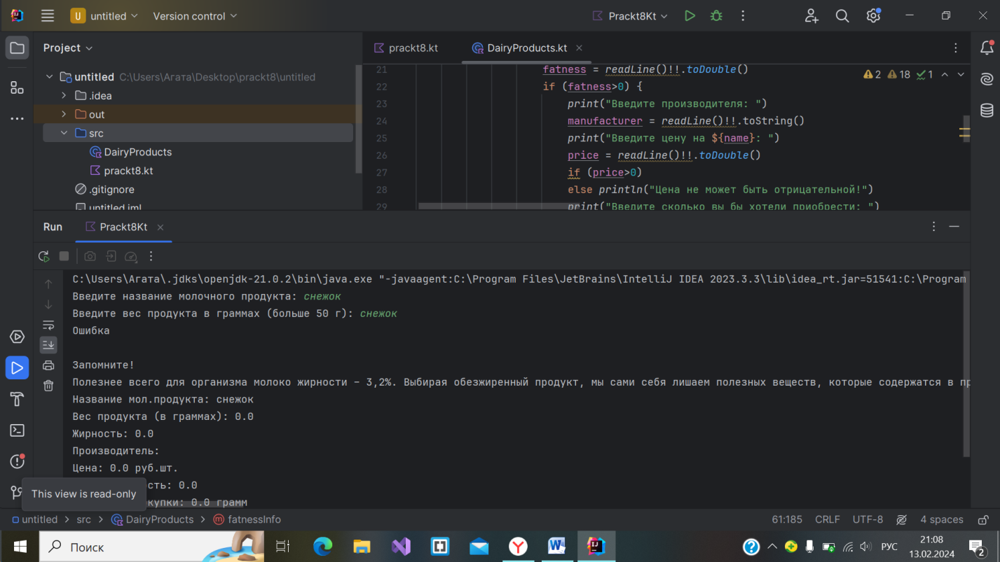 U untitled Version control Prackt8Kt
Project prackt8.kt DairyProducts.kt
untitled C:\Users\Агата\Desktop\prackt8\untitled
.idea
out
src
DairyProducts
prackt8.kt
.gitignore
untitled.iml
2 18 1
21 fatness = readLine()!!.toDouble()
22 if (fatness>0) {
23 print("Введите производителя: ")
24 manufacturer = readLine()!!.toString()
25 print("Введите цену на ${name}: ")
26 price = readLine()!!.toDouble()
27 if (price>0)
28 else println("Цена не может быть отрицательной!")
29 print("Введите сколько вы бы хотели приобрести: ")
Run Prackt8Kt
C:\Users\Агата\.jdks\openjdk-21.0.2\bin\java.exe "-javaagent:C:\Program Files\JetBrains\IntelliJ IDEA 2023.3.3\lib\idea_rt.jar=51541:C:\Program
Введите название молочного продукта: снежок
Введите вес продукта в граммах (больше 50 г): снежок
Ошибка
Запомните!
Полезнее всего для организма молоко жирности – 3,2%. Выбирая обезжиренный продукт, мы сами себя лишаем полезных веществ, которые содержатся в пр
Название мол.продукта: снежок
Вес продукта (в граммах): 0.0
Жирность: 0.0
Производитель:
Цена: 0.0 руб.шт.
сть: 0.0
купки: 0.0 грамм
This view is read-only
untitled > src > DairyProducts > fatnessInfo 61:185 CRLF UTF-8 4 spaces
Поиск
РУС
21:08
13.02.2024
2